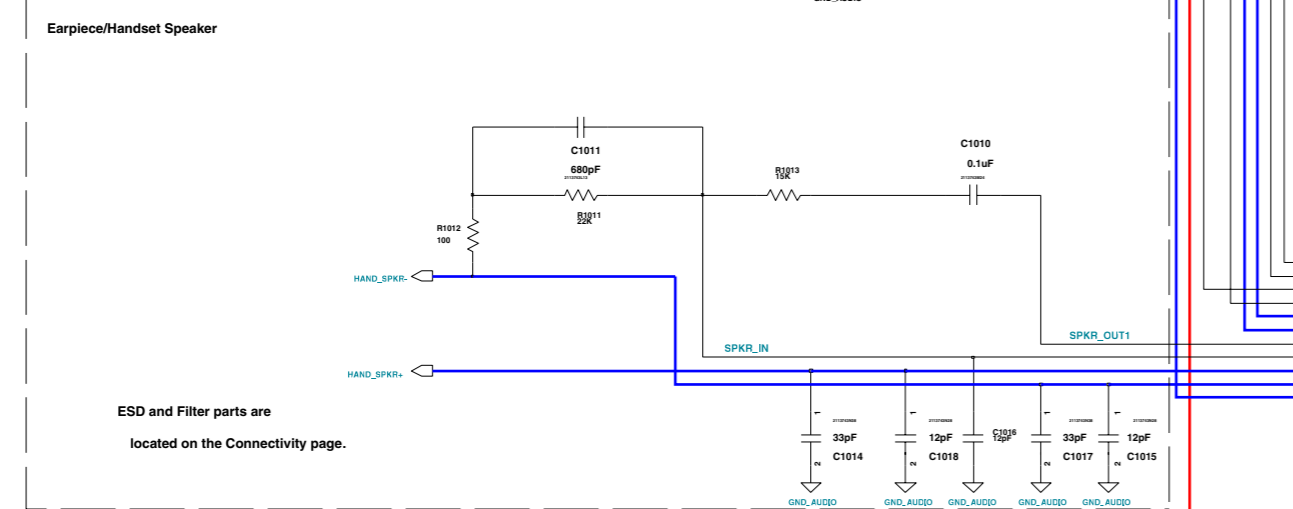 GND_AUDIO
Earpiece/Handset Speaker
C1011
680pF
R1011
22K
R1012
100
R1013
15K
C1010
0.1uF
HAND_SPKR-
SPKR_IN
SPKR_OUT1
HAND_SPKR+
ESD and Filter parts are
located on the Connectivity page.
1
33pF
C1014
2
GND_AUDIO
1
12pF
C1018
2
GND_AUDIO
C1016
12pF
GND_AUDIO
1
33pF
C1017
2
GND_AUDIO
1
12pF
C1015
2
GND_AUDIO